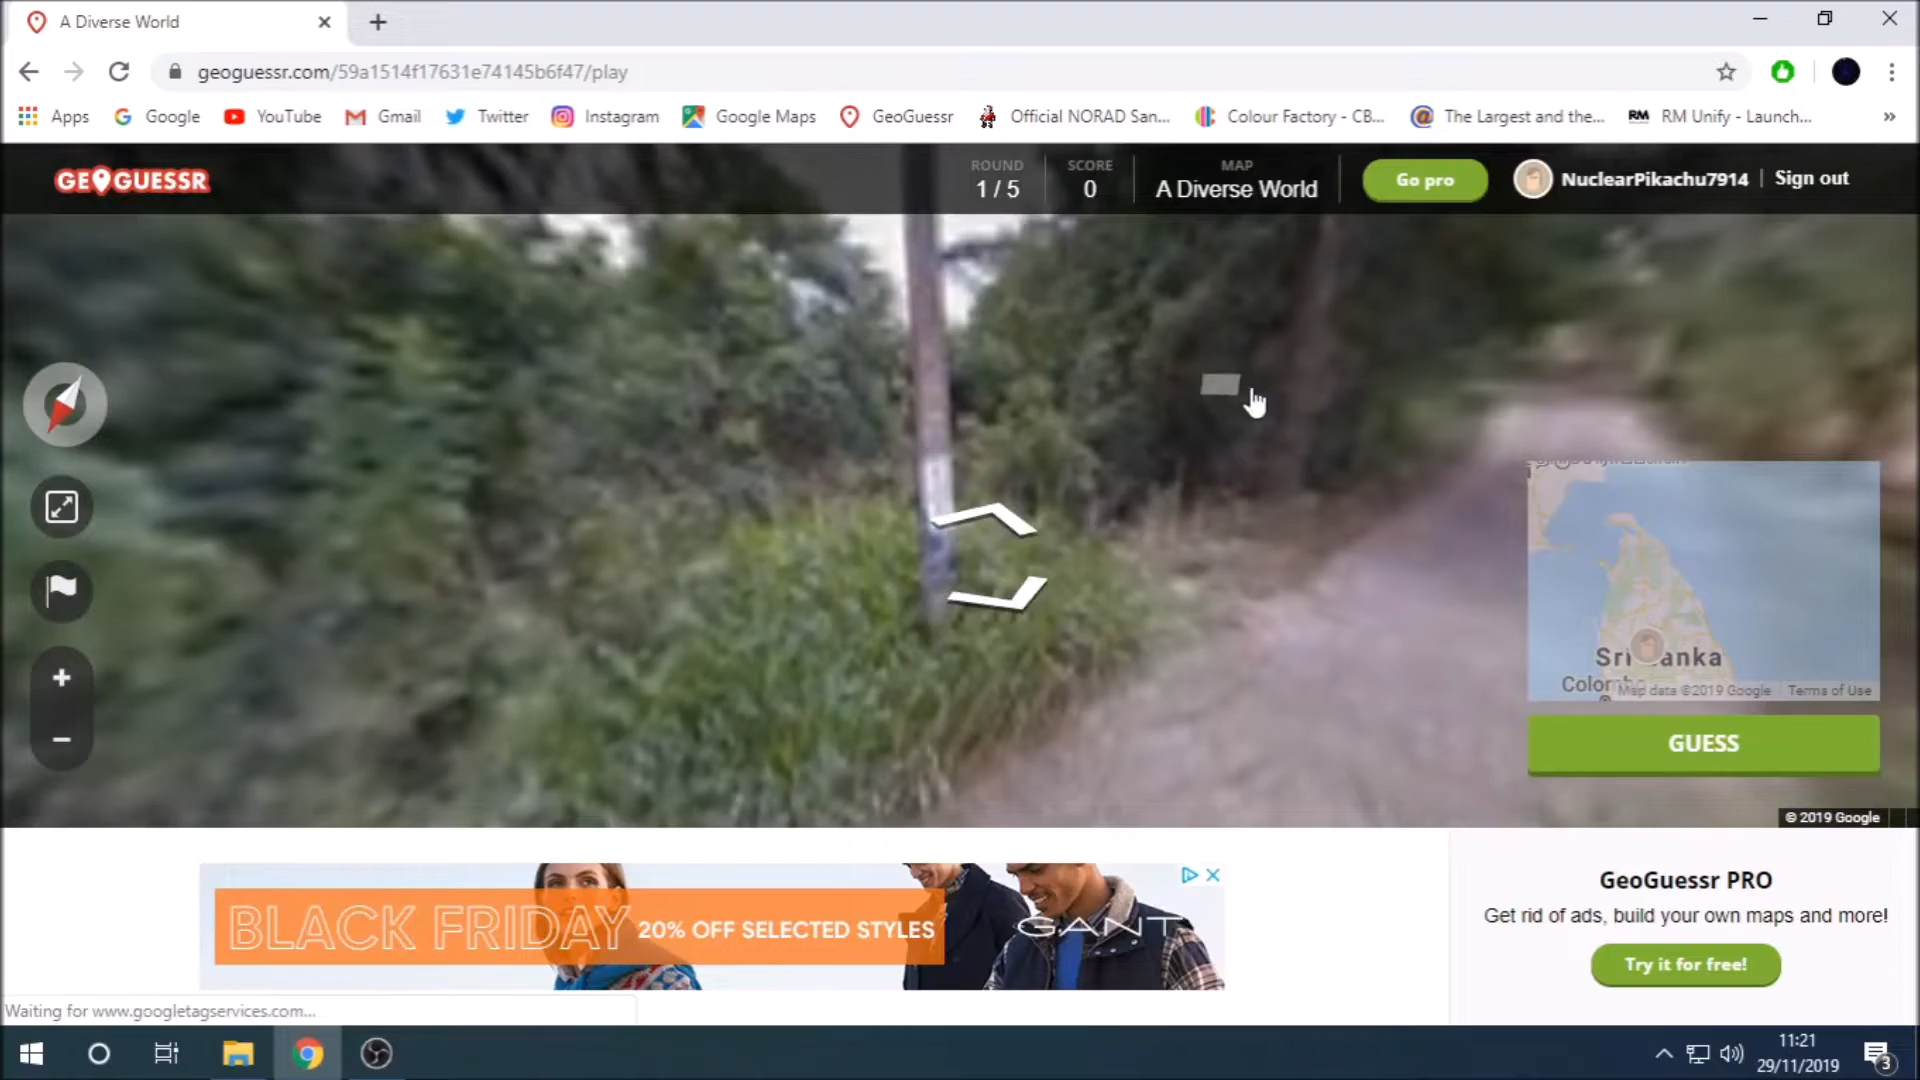 A Diverse World
geoguessr.com/59a1514f17631e74145b6f47/play
Apps Google YouTube Gmail Twitter Instagram Google Maps GeoGuessr Official NORAD San... Colour Factory - CB... The Largest and the... RM Unify - Launch... »
GEOGUESSR
ROUND
1 / 5
SCORE
0
MAP
A Diverse World
Go pro
NuclearPikachu7914
Sign out
Sri Lanka
Map data ©2019 Google
Terms of Use
GUESS
© 2019 Google
BLACK FRIDAY 20% OFF SELECTED STYLES
GANT
GeoGuessr PRO
Get rid of ads, build your own maps and more!
Try it for free!
Waiting for www.googletagservices.com...
11:21
29/11/2019
3